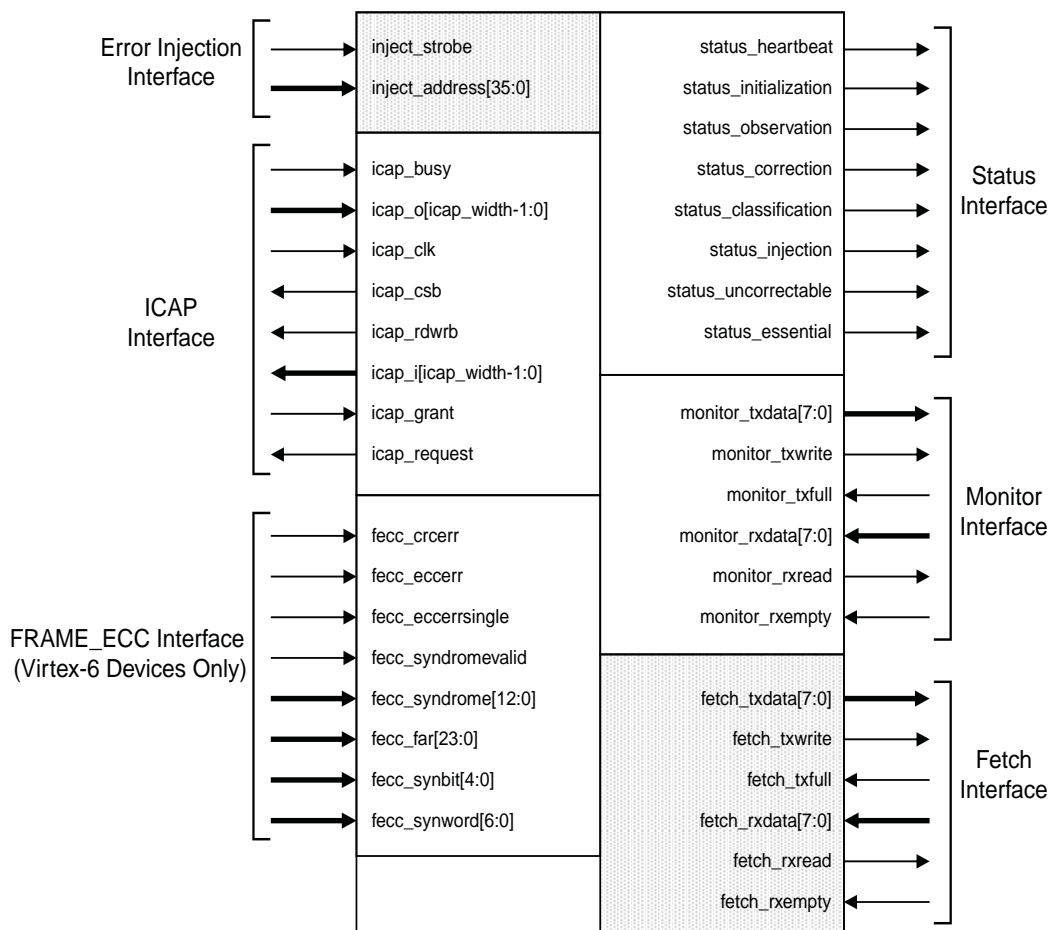 Error Injection
Interface
inject_strobe
inject_address[35:0]
ICAP
Interface
icap_busy
icap_o[icap_width-1:0]
icap_clk
icap_csb
icap_rdwrb
icap_i[icap_width-1:0]
icap_grant
icap_request
FRAME_ECC Interface
(Virtex-6 Devices Only)
fecc_crcerr
fecc_eccerr
fecc_eccerrsingle
fecc_syndromevalid
fecc_syndrome[12:0]
fecc_far[23:0]
fecc_synbit[4:0]
fecc_synword[6:0]
status_heartbeat
status_initialization
status_observation
status_correction
status_classification
status_injection
status_uncorrectable
status_essential
Status
Interface
monitor_txdata[7:0]
monitor_txwrite
monitor_txfull
monitor_rxdata[7:0]
monitor_rxread
monitor_rxempty
Monitor
Interface
fetch_txdata[7:0]
fetch_txwrite
fetch_txfull
fetch_rxdata[7:0]
fetch_rxread
fetch_rxempty
Fetch
Interface